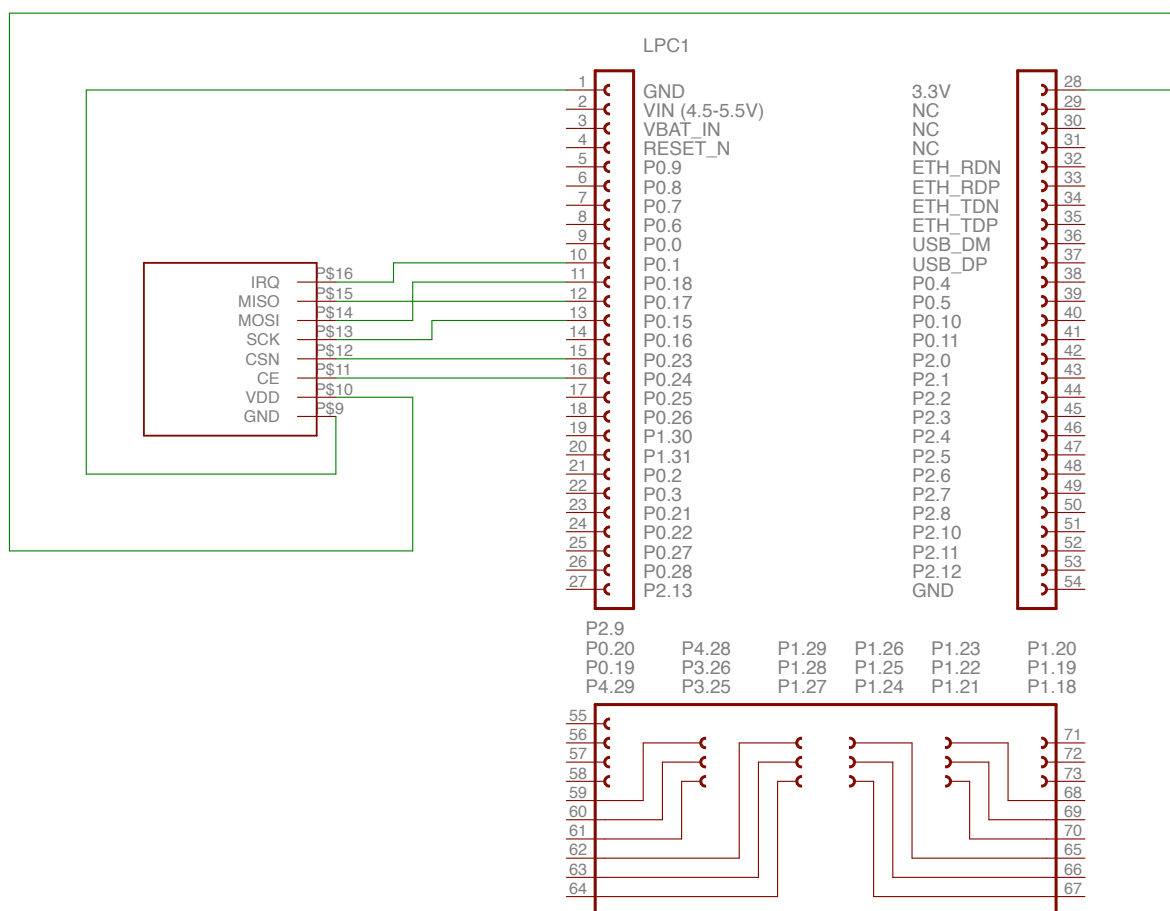 LPC1
1 GND 3.3V 28
2 VIN (4.5-5.5V) NC 29
3 VBAT_IN NC 30
4 RESET_N NC 31
5 P0.9 ETH_RDN 32
6 P0.8 ETH_RDP 33
7 P0.7 ETH_TDN 34
8 P0.6 ETH_TDP 35
9 P0.0 USB_DM 36
10 P0.1 USB_DP 37
11 P0.18 P0.4 38
12 P0.17 P0.5 39
13 P0.15 P0.10 40
14 P0.16 P0.11 41
15 P0.23 P2.0 42
16 P0.24 P2.1 43
17 P0.25 P2.2 44
18 P0.26 P2.3 45
19 P1.30 P2.4 46
20 P1.31 P2.5 47
21 P0.2 P2.6 48
22 P0.3 P2.7 49
23 P0.21 P2.8 50
24 P0.22 P2.10 51
25 P0.27 P2.11 52
26 P0.28 P2.12 53
27 P2.13 GND 54
IRQ P$16
MISO P$15
MOSI P$14
SCK P$13
CSN P$12
CE P$11
VDD P$10
GND P$9
P2.9
P0.20 P4.28 P1.29 P1.26 P1.23 P1.20
P0.19 P3.26 P1.28 P1.25 P1.22 P1.19
P4.29 P3.25 P1.27 P1.24 P1.21 P1.18
55
56 71
57 72
58 73
59 68
60 69
61 70
62 65
63 66
64 67